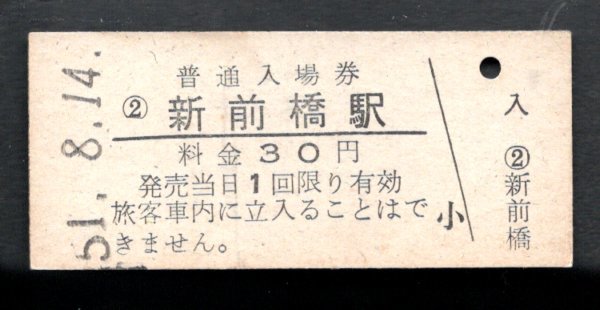 51. 8.14.
普通入場券
② 新前橋駅
料金30円
発売当日1回限り有効
旅客車内に立入ることはで
きません。
小
入
②
新前橋